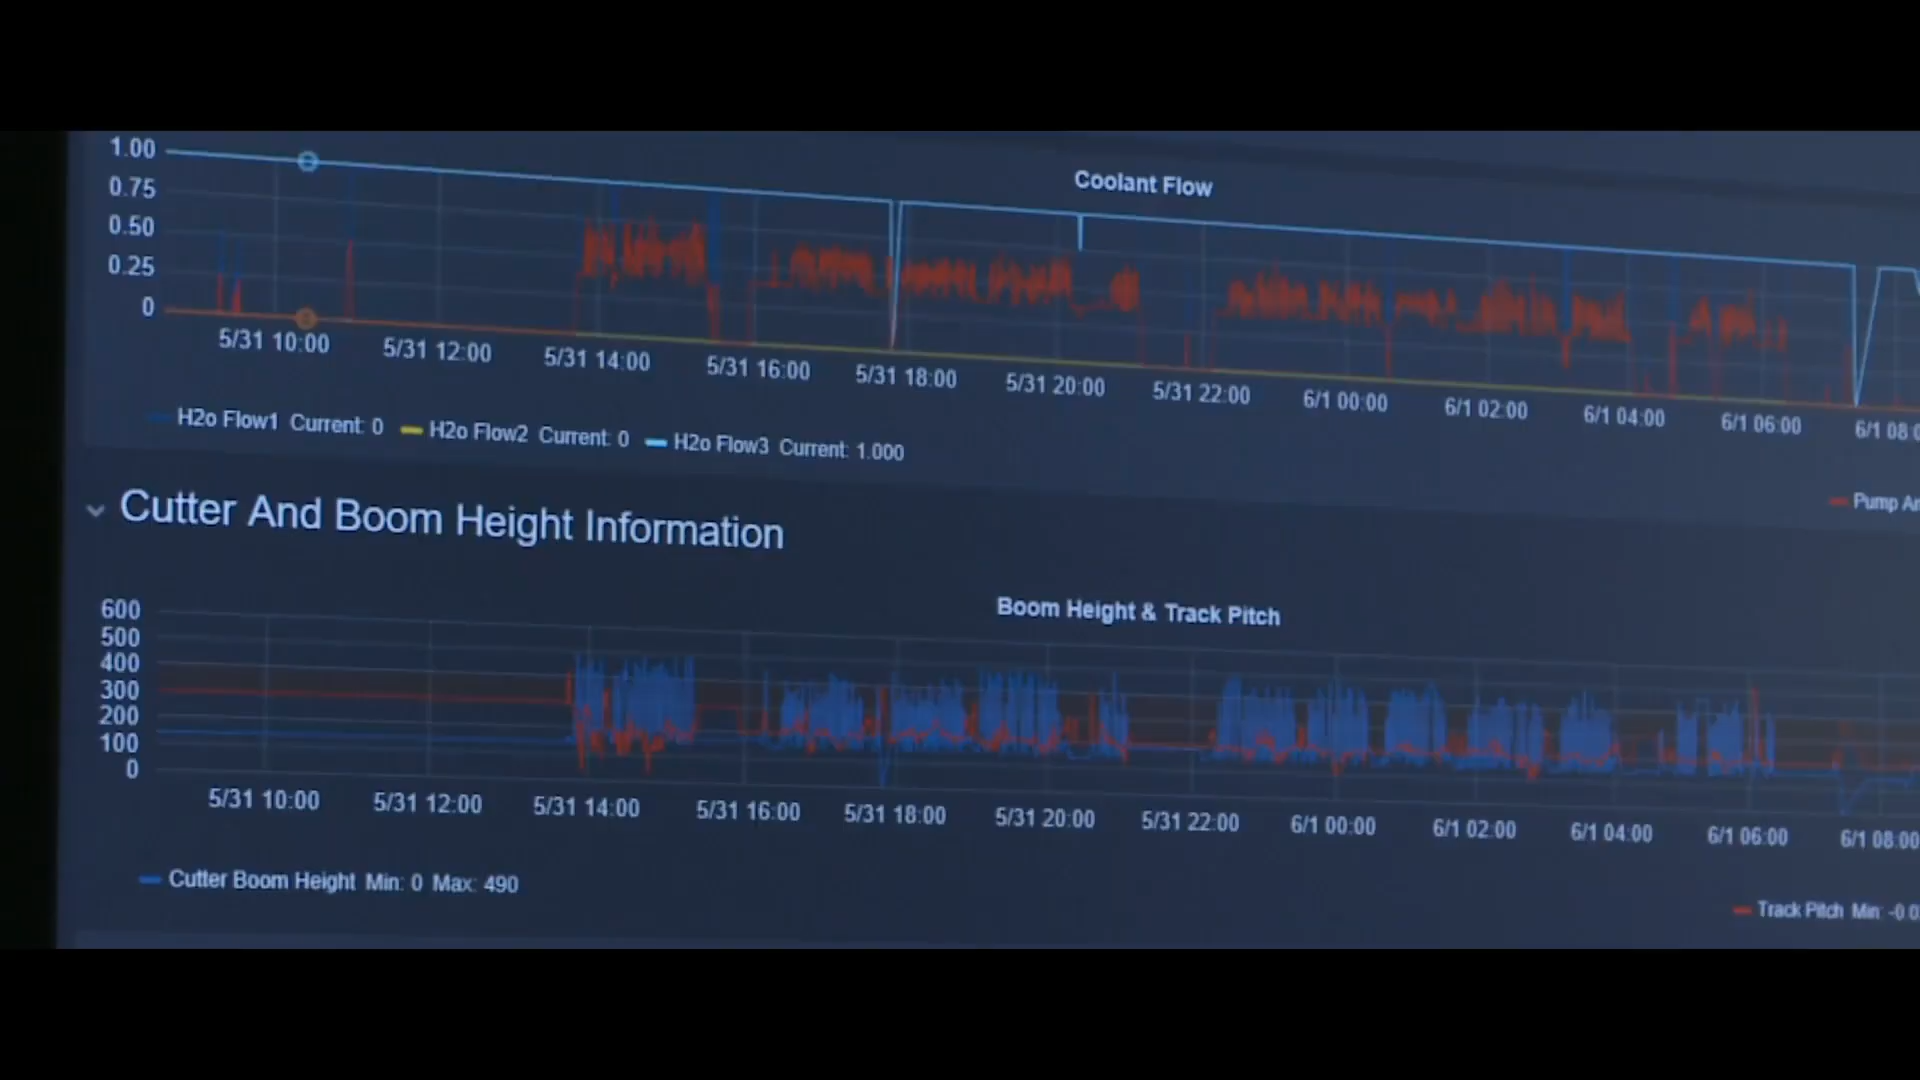 Coolant Flow
1.00
0.75
0.50
0.25
0
5/31 10:00 5/31 12:00 5/31 14:00 5/31 16:00 5/31 18:00 5/31 20:00 5/31 22:00 6/1 00:00 6/1 02:00 6/1 04:00 6/1 06:00 6/1 08:0
H2o Flow1 Current: 0 H2o Flow2 Current: 0 H2o Flow3 Current: 1.000
Pump
Cutter And Boom Height Information
Boom Height & Track Pitch
600
500
400
300
200
100
0
5/31 10:00 5/31 12:00 5/31 14:00 5/31 16:00 5/31 18:00 5/31 20:00 5/31 22:00 6/1 00:00 6/1 02:00 6/1 04:00 6/1 06:00 6/1 08:00
Cutter Boom Height Min: 0 Max: 490
Track Pitch Min: -0.0